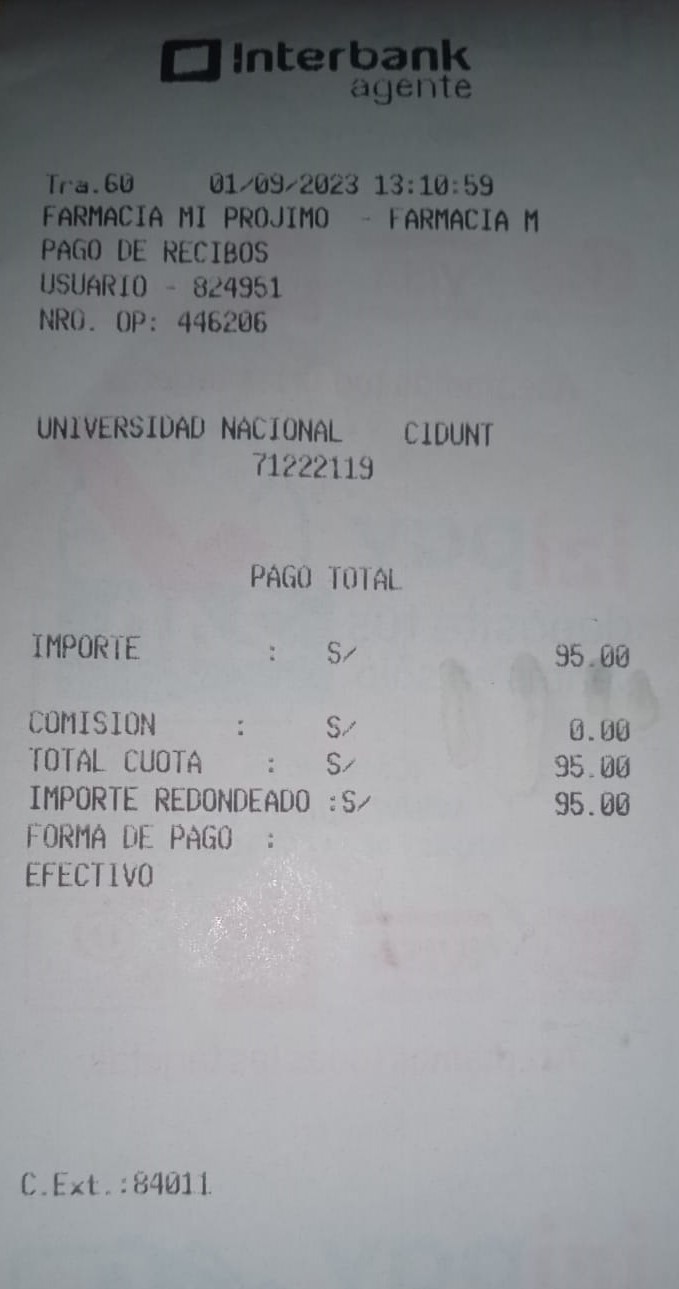 Interbank
agente
Tra.60 01/09/2023 13:10:59
FARMACIA MI PROJIMO - FARMACIA M
PAGO DE RECIBOS
USUARIO - 824951
NRO. OP: 446206
UNIVERSIDAD NACIONAL CIDUNT
71222119
PAGO TOTAL
IMPORTE : S/ 95.00
COMISION : S/ 0.00
TOTAL CUOTA : S/ 95.00
IMPORTE REDONDEADO :S/ 95.00
FORMA DE PAGO :
EFECTIVO
C.Ext.:84011